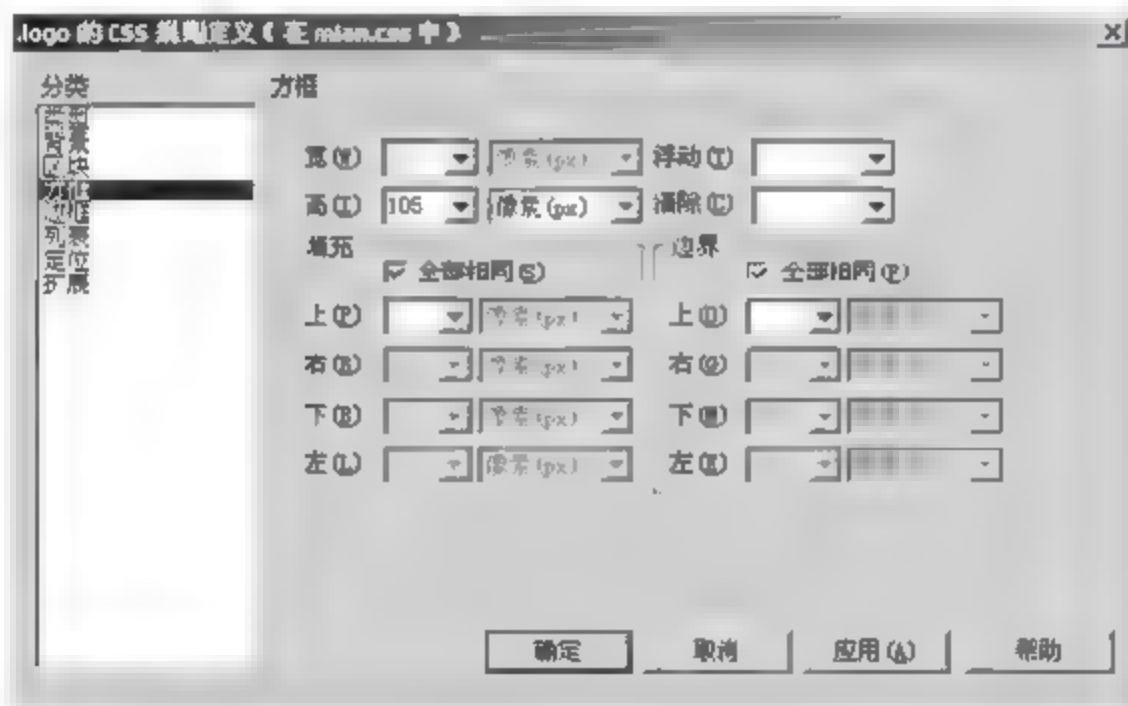 .logo 的 CSS 规则定义（在 mian.css 中）
分类
类型
背景
区块
方框
边框
列表
定位
扩展
方框
宽(W) 像素(px) 浮动(T)
高(I) 105 像素(px) 清除(C)
填充 边界
全部相同(S) 全部相同(F)
上(P) 像素(px) 上(O)
右(R) 像素(px) 右(G)
下(B) 像素(px) 下(M)
左(L) 像素(px) 左(E)
确定 取消 应用(A) 帮助